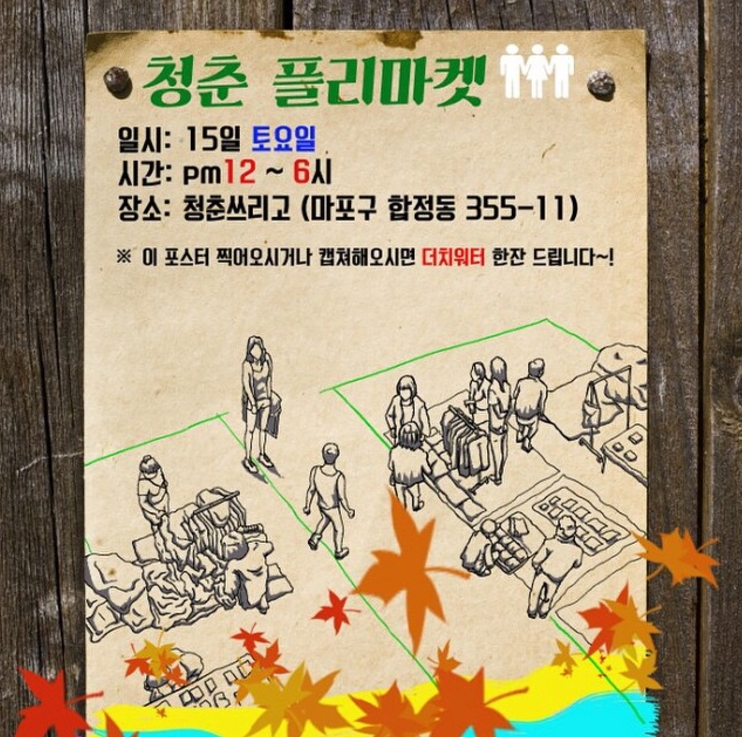 청춘 플리마켓
일시: 15일 토요일
시간: pm12 ~ 6시
장소: 청춘쓰리고 (마포구 합정동 355-11)
※ 이 포스터 찍어오시거나 캡쳐해오시면 더치워터 한잔 드립니다~!